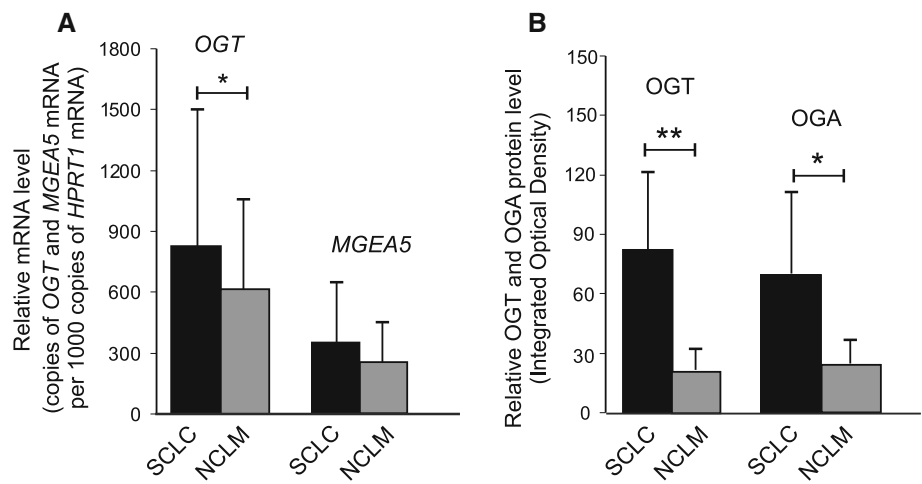 A
Relative mRNA level
(copies of OGT and MGEA5 mRNA
per 1000 copies of HPRT1 mRNA)
1800
1500
1200
900
600
300
0
OGT
*
MGEA5
SCLC
NCLM
SCLC
NCLM
B
Relative OGT and OGA protein level
(Integrated Optical Density)
150
150
120
90
60
30
0
OGT
**
OGA
*
SCLC
NCLM
SCLC
NCLM